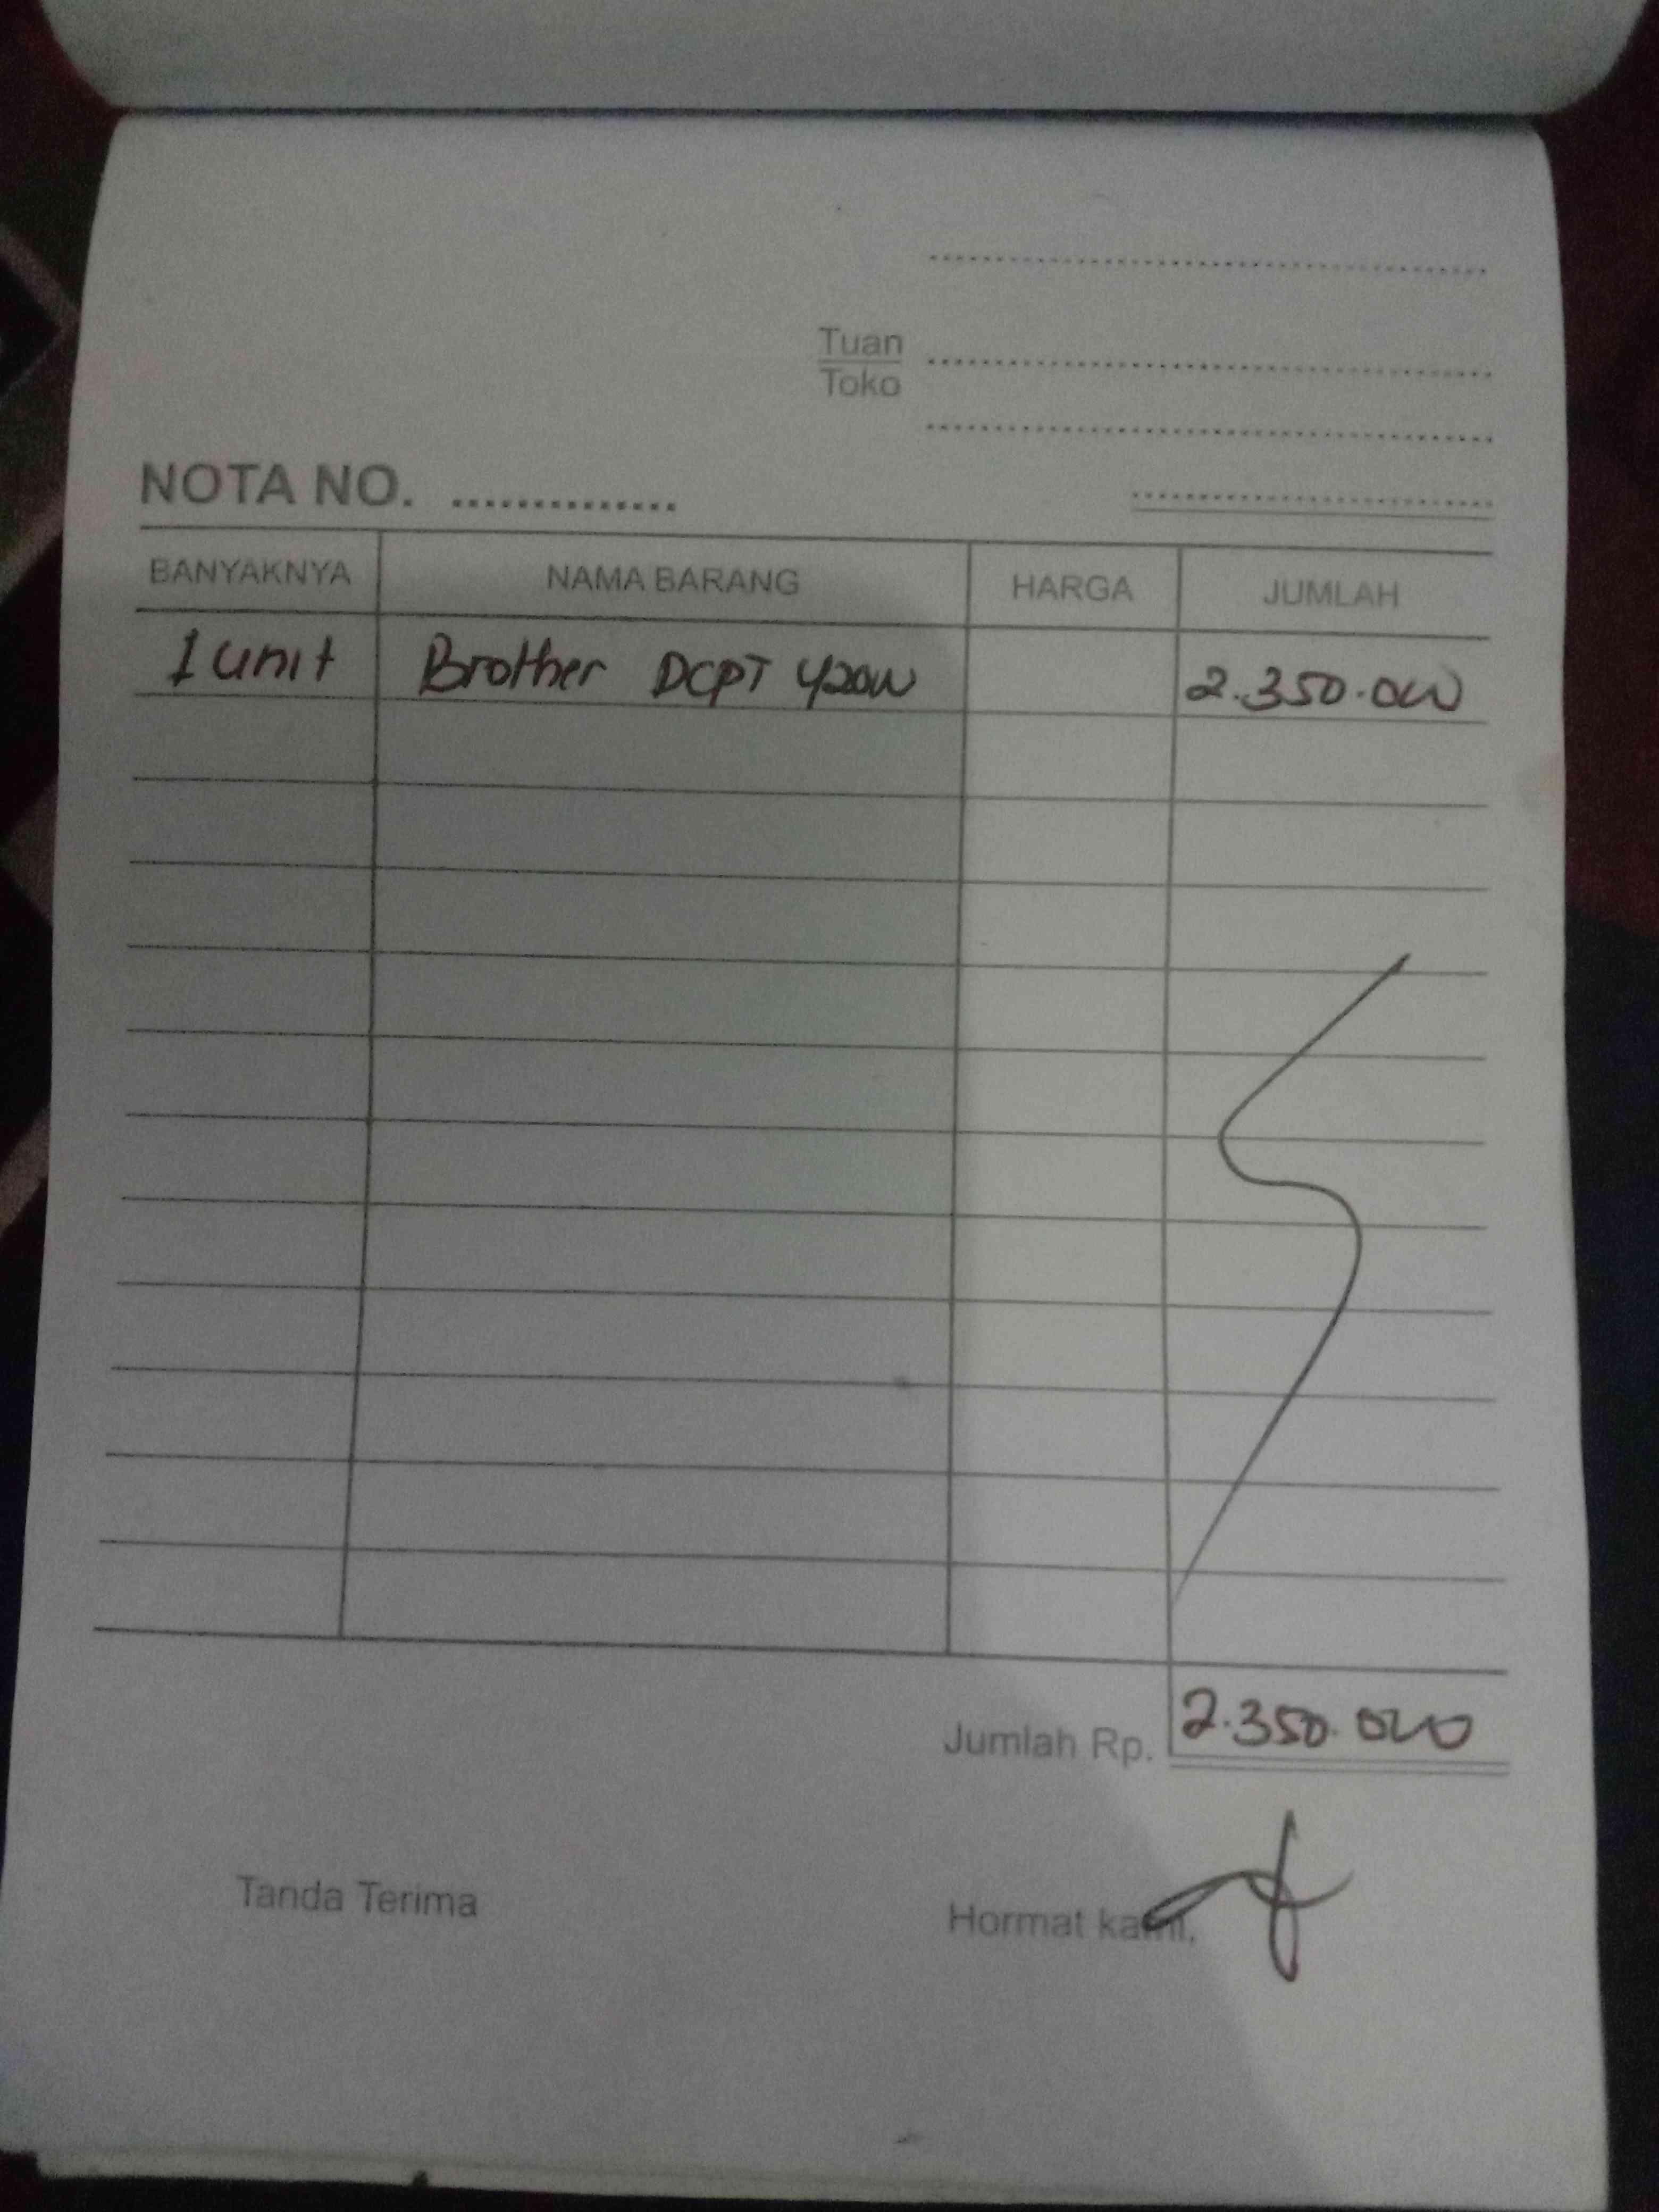 Tuan
Toko
NOTA NO.
BANYAKNYA NAMA BARANG HARGA JUMLAH
1 unit Brother DCPT 420W 2.350.000
Jumlah Rp. 2.350.000
Tanda Terima Hormat kami,